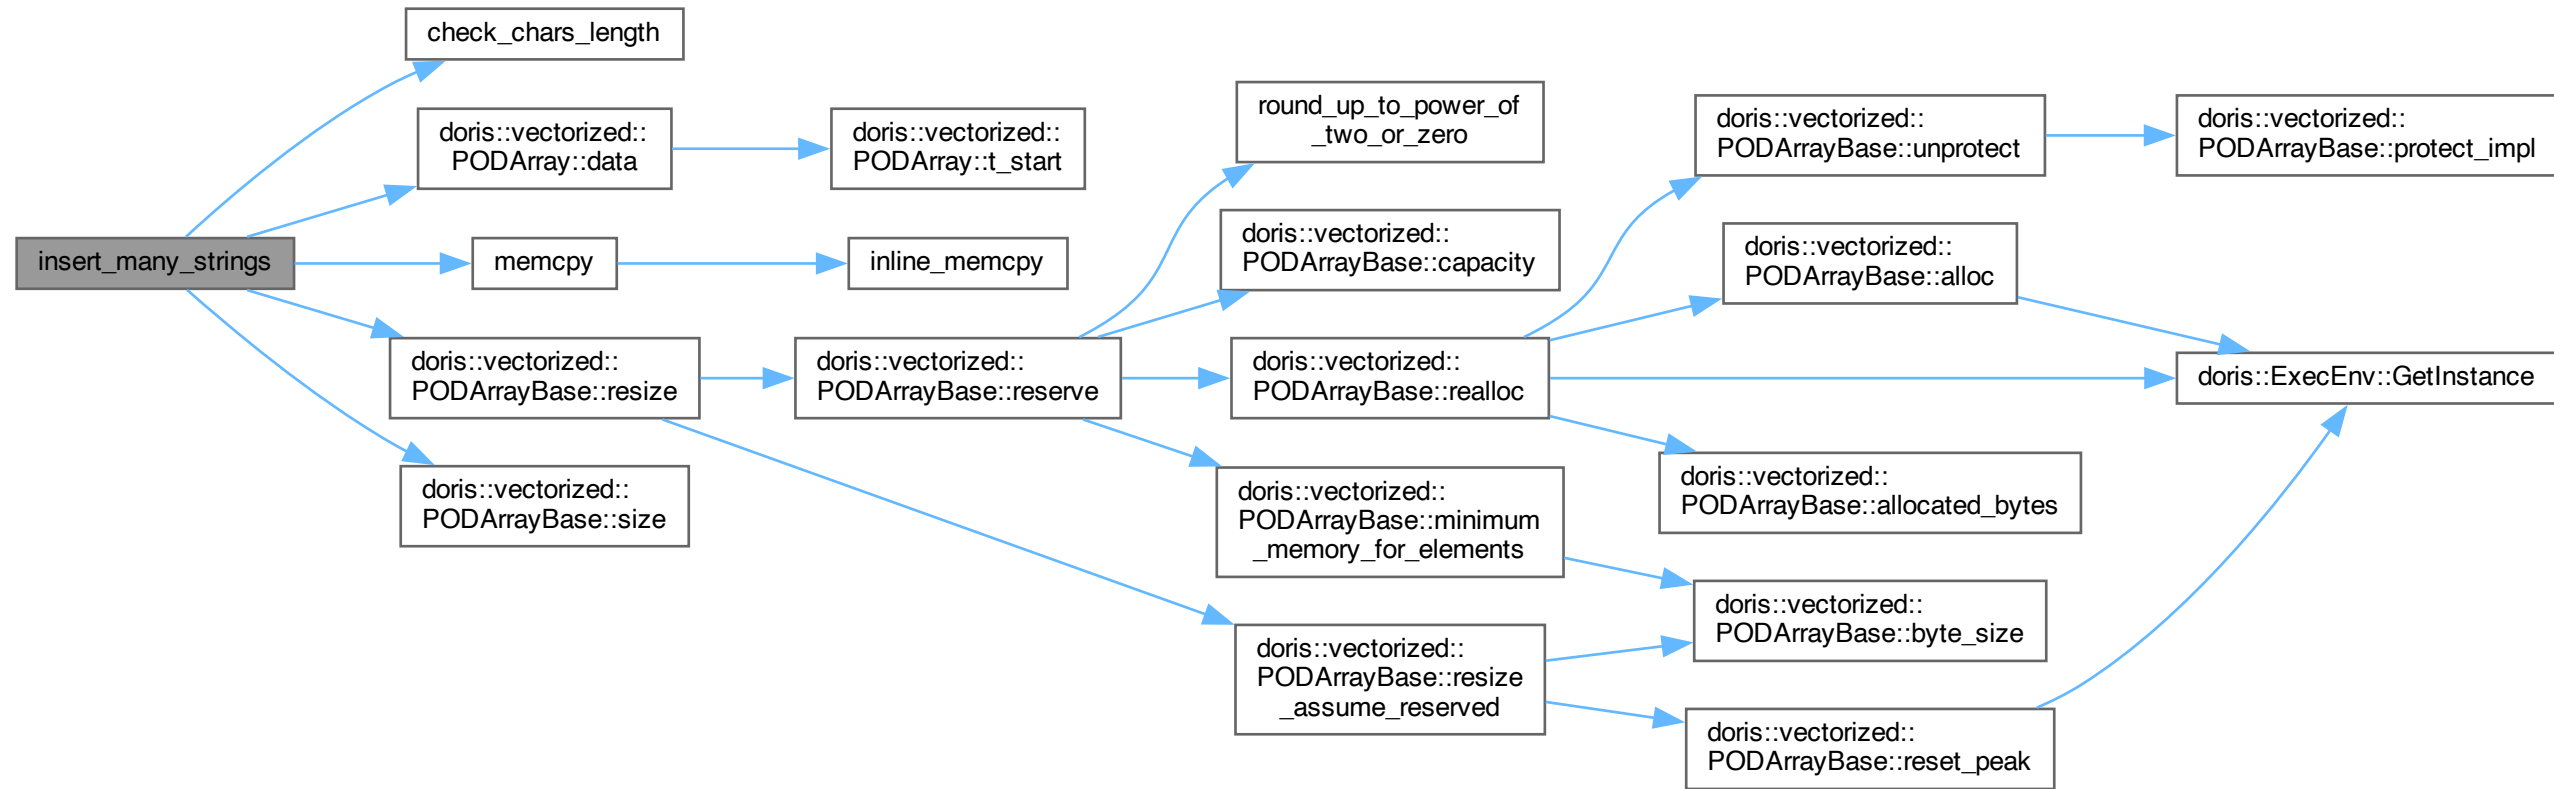 check_chars_length
doris::vectorized::
PODArray::data
doris::vectorized::
PODArray::t_start
insert_many_strings
memcpy
inline_memcpy
doris::vectorized::
PODArrayBase::resize
doris::vectorized::
PODArrayBase::size
doris::vectorized::
PODArrayBase::reserve
round_up_to_power_of
_two_or_zero
doris::vectorized::
PODArrayBase::capacity
doris::vectorized::
PODArrayBase::realloc
doris::vectorized::
PODArrayBase::minimum
_memory_for_elements
doris::vectorized::
PODArrayBase::resize
_assume_reserved
doris::vectorized::
PODArrayBase::unprotect
doris::vectorized::
PODArrayBase::protect_impl
doris::vectorized::
PODArrayBase::alloc
doris::ExecEnv::GetInstance
doris::vectorized::
PODArrayBase::allocated_bytes
doris::vectorized::
PODArrayBase::byte_size
doris::vectorized::
PODArrayBase::reset_peak